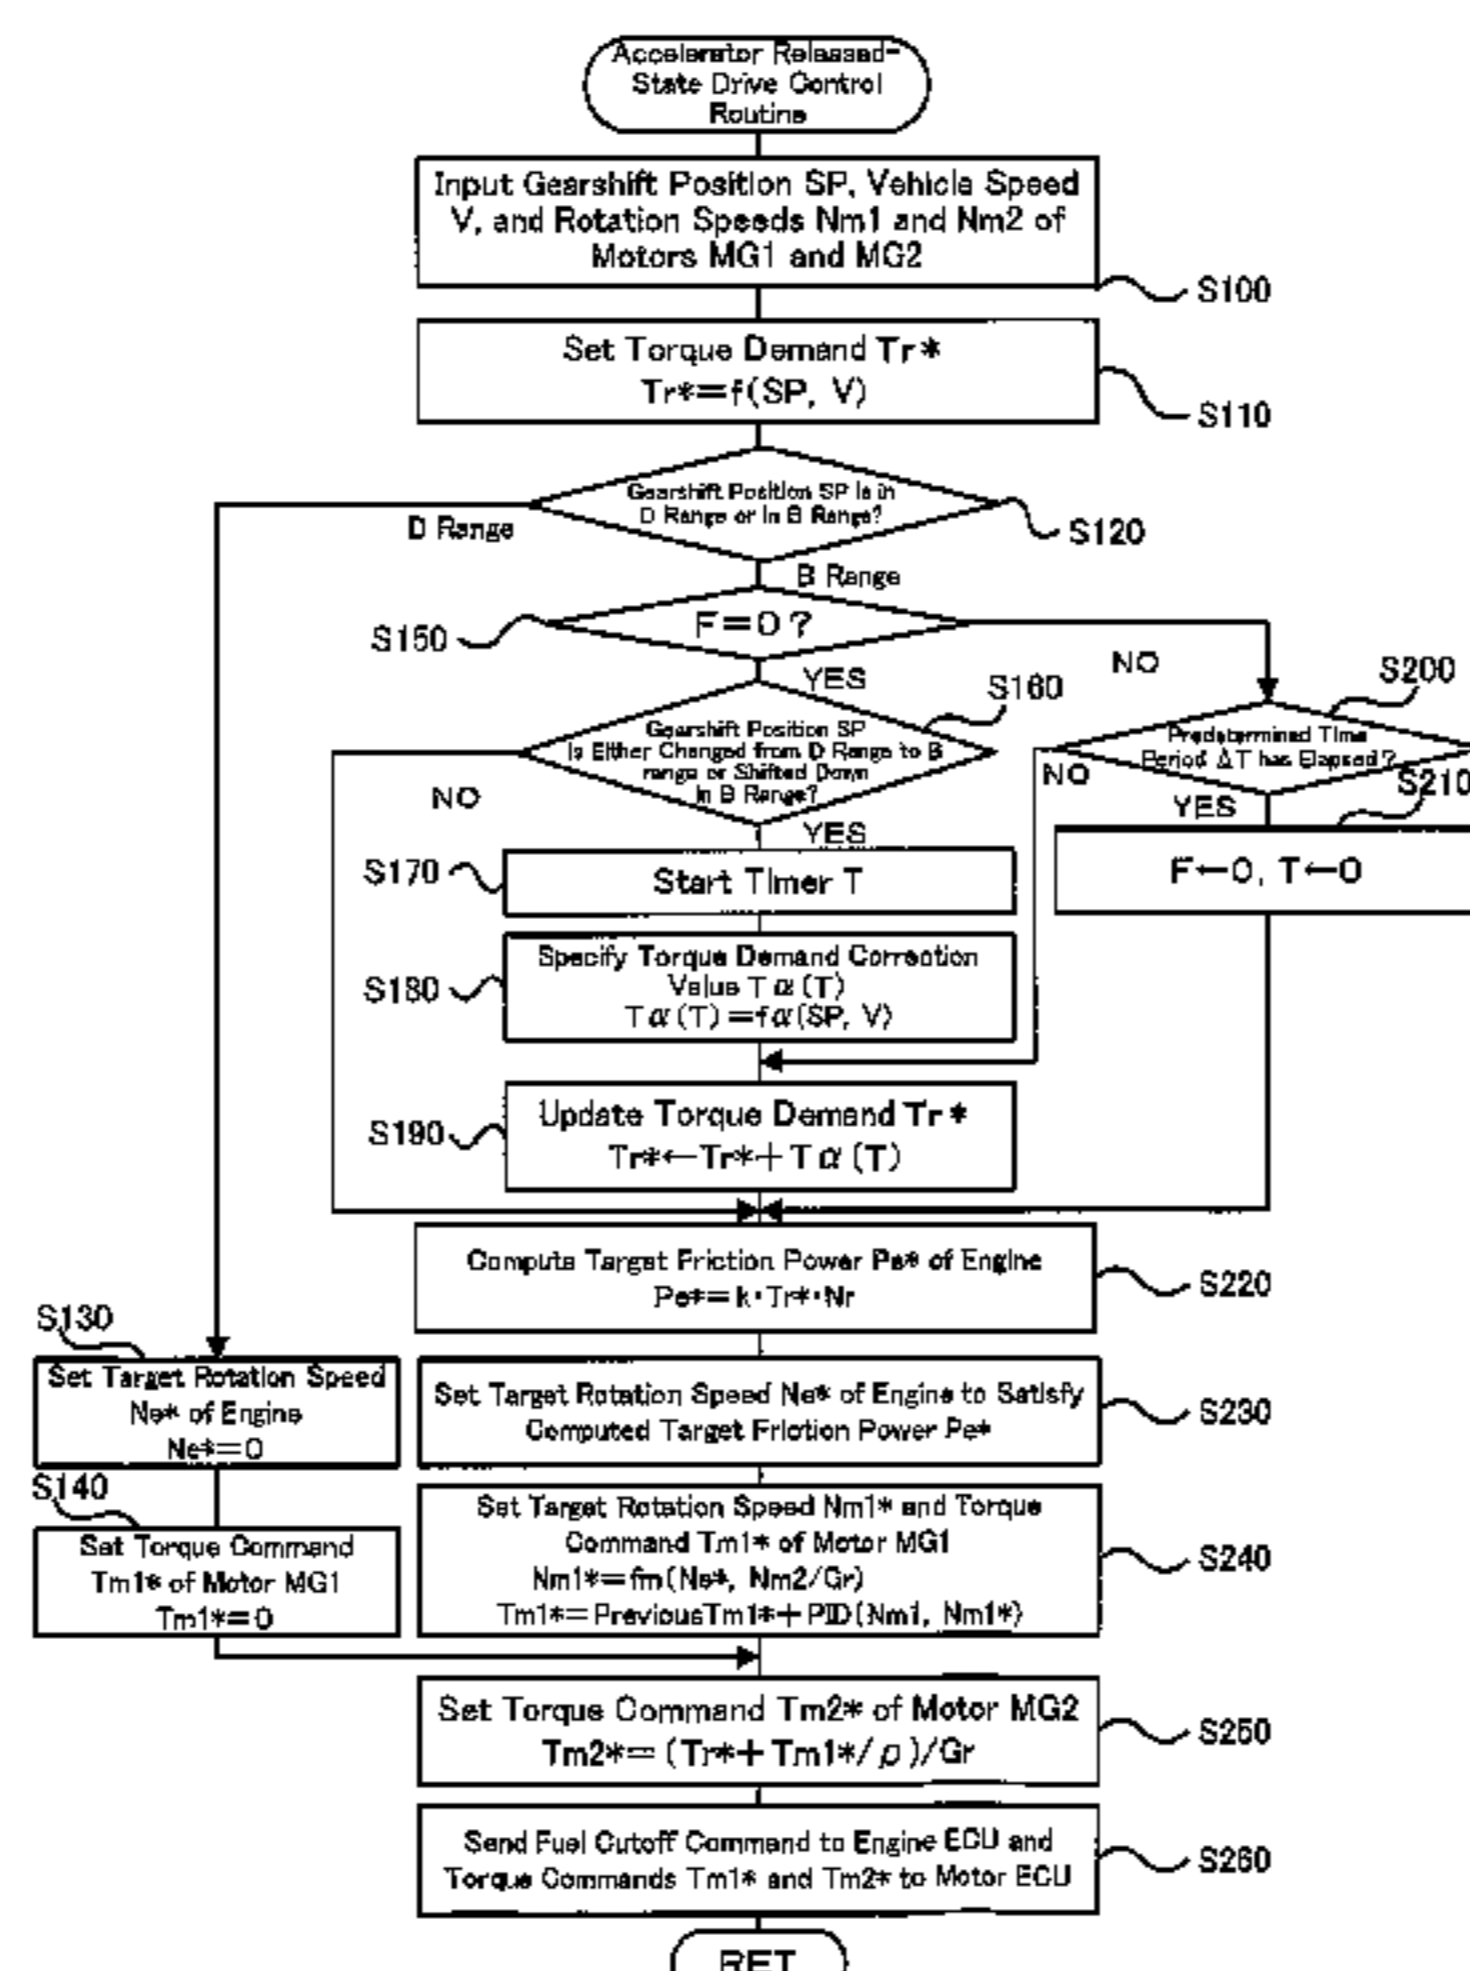 Accelerator Released-
State Drive Control
Routine
Input Gearshift Position SP, Vehicle Speed
V, and Rotation Speeds Nm1 and Nm2 of
Motors MG1 and MG2
S100
Set Torque Demand Tr*
Tr*=f(SP, V)
S110
Gearshift Position SP is in
D Range or in B Range?
S120
D Range
B Range
F=0?
S150
NO
YES
S160
S200
Gearshift Position SP
Is Either Changed from D Range to B
range or Shifted Down
in B Range?
NO
YES
Predetermined Time
Period ΔT has Elapsed?
NO
YES
S210
F←0, T←0
S170
Start Timer T
S180
Specify Torque Demand Correction
Value Tα(T)
Tα(T)=fα(SP, V)
S190
Update Torque Demand Tr*
Tr*←Tr*+Tα(T)
Compute Target Friction Power Pe* of Engine
Pe*=k·Tr*·Nr
S220
S130
Set Target Rotation Speed
Ne* of Engine
Ne*=0
Set Target Rotation Speed Ne* of Engine to Satisfy
Computed Target Friction Power Pe*
S230
S140
Set Torque Command
Tm1* of Motor MG1
Tm1*=0
Set Target Rotation Speed Nm1* and Torque
Command Tm1* of Motor MG1
Nm1*=fm(Ne*, Nm2/Gr)
Tm1*=PreviousTm1*+PID(Nm1, Nm1*)
S240
Set Torque Command Tm2* of Motor MG2
Tm2*=(Tr*+Tm1*/ρ)/Gr
S250
Send Fuel Cutoff Command to Engine ECU and
Torque Commands Tm1* and Tm2* to Motor ECU
S260
RET